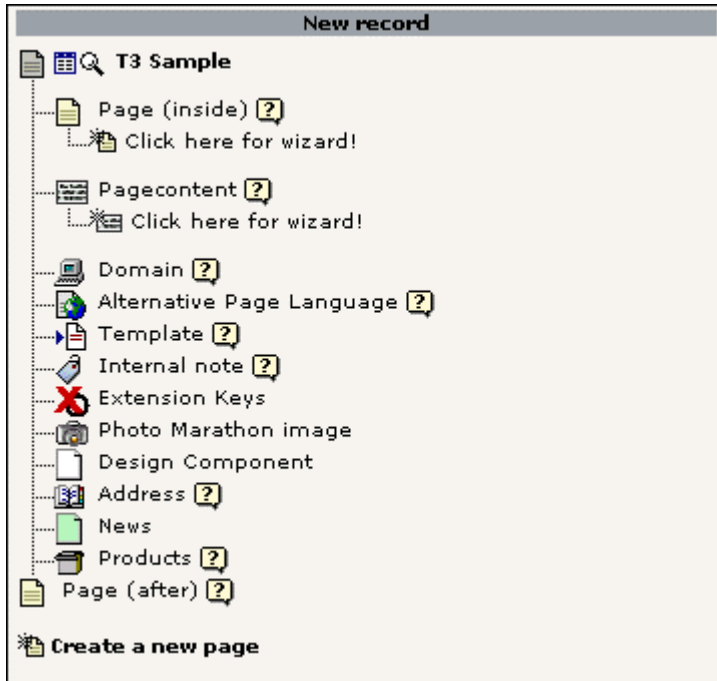 New record
T3 Sample
Page (inside) ?
Click here for wizard!
Pagecontent ?
Click here for wizard!
Domain ?
Alternative Page Language ?
Template ?
Internal note ?
Extension Keys
Photo Marathon image
Design Component
Address ?
News
Products ?
Page (after) ?
Create a new page